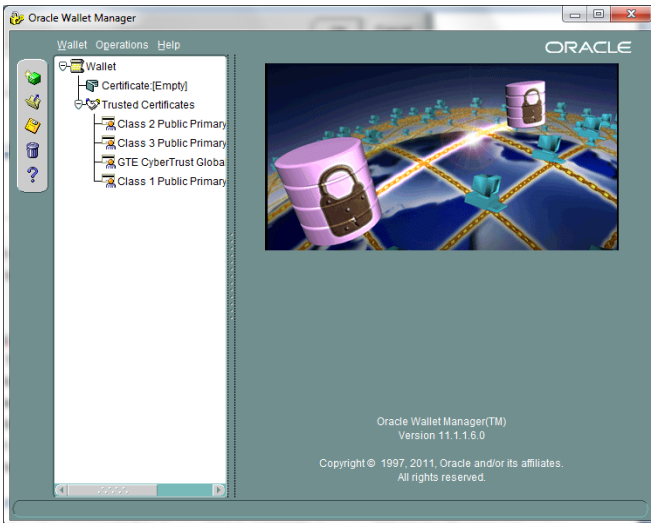 Oracle Wallet Manager
Wallet Operations Help
ORACLE
Wallet
Certificate:[Empty]
Trusted Certificates
Class 2 Public Primary
Class 3 Public Primary
GTE CyberTrust Globa
Class 1 Public Primary
?
Oracle Wallet Manager(TM)
Version 11.1.1.6.0
Copyright © 1997, 2011, Oracle and/or its affiliates.
All rights reserved.